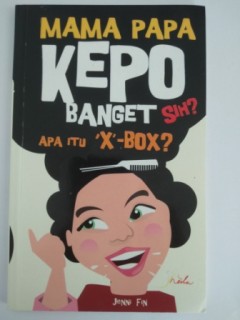 MAMA PAPA
KEPO
BANGET SIH?
APA ITU 'X'-BOX?
JENNI FIN